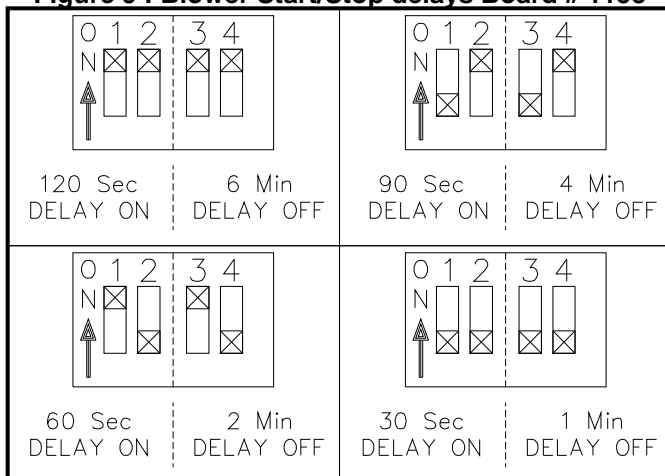 Figure Blower Start/Stop delays Board #
O 1 2 3 4
N
120 Sec 6 Min
DELAY ON DELAY OFF
O 1 2 3 4
N
90 Sec 4 Min
DELAY ON DELAY OFF
O 1 2 3 4
N
60 Sec 2 Min
DELAY ON DELAY OFF
O 1 2 3 4
N
30 Sec 1 Min
DELAY ON DELAY OFF